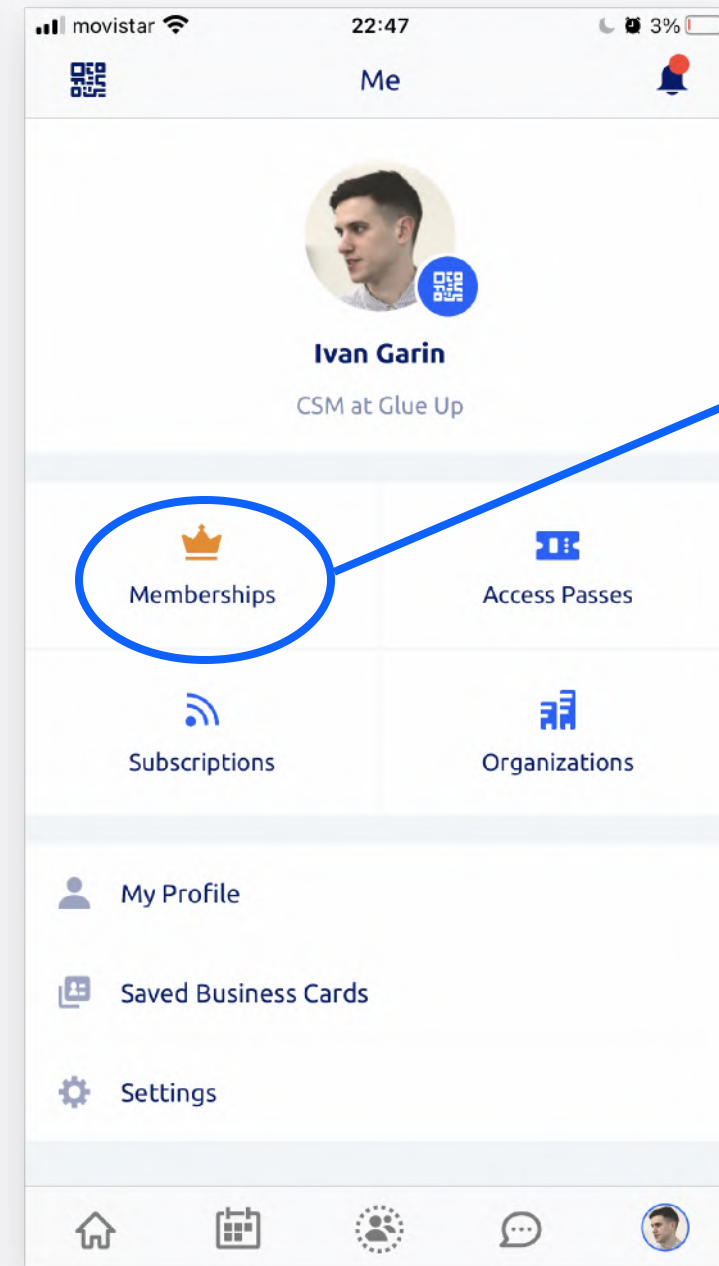 movistar 22:47 3%
Me
Ivan Garin
CSM at Glue Up
Memberships Access Passes
Subscriptions Organizations
My Profile
Saved Business Cards
Settings